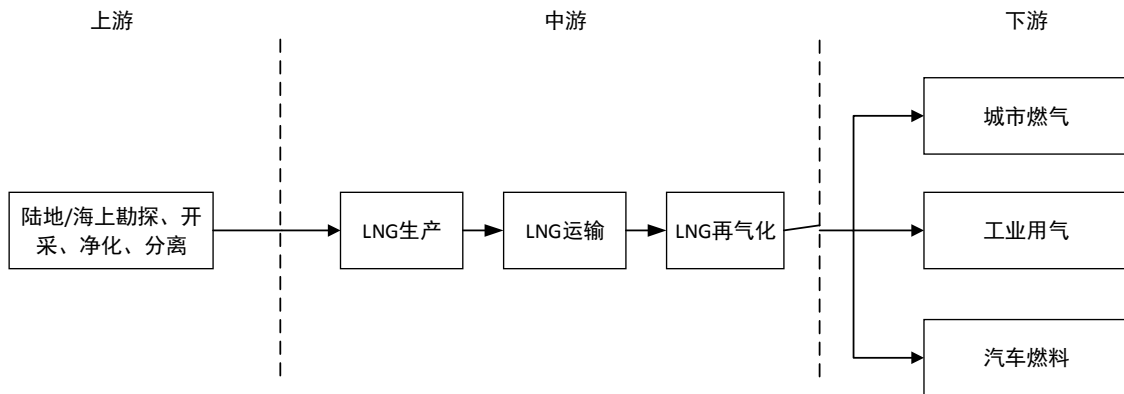 上游
中游
下游
陆地/海上勘探、开
采、净化、分离
LNG生产
LNG运输
LNG再气化
城市燃气
工业用气
汽车燃料